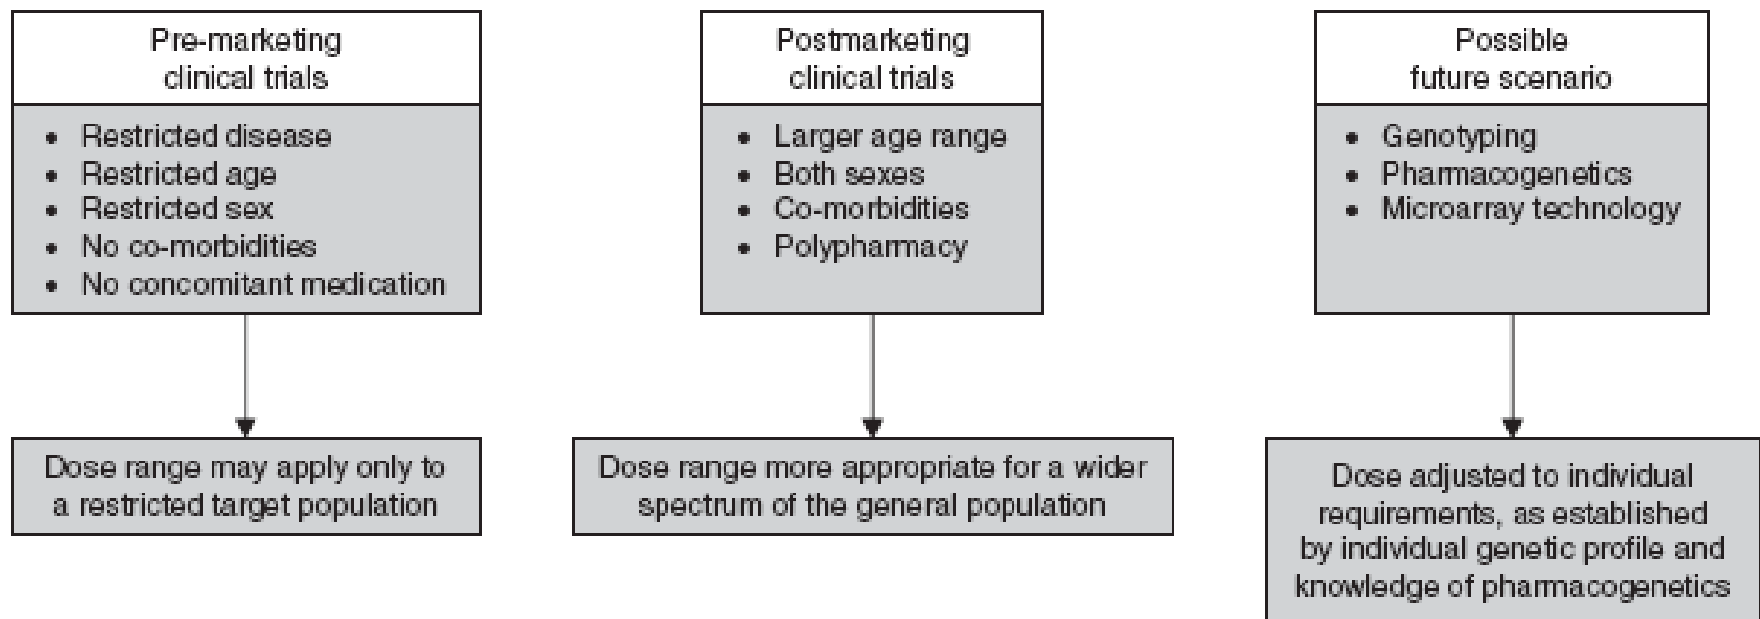 Pre-marketing
clinical trials
• Restricted disease
• Restricted age
• Restricted sex
• No co-morbidities
• No concomitant medication
Dose range may apply only to
a restricted target population
Postmarketing
clinical trials
• Larger age range
• Both sexes
• Co-morbidities
• Polypharmacy
Dose range more appropriate for a wider
spectrum of the general population
Possible
future scenario
• Genotyping
• Pharmacogenetics
• Microarray technology
Dose adjusted to individual
requirements, as established
by individual genetic profile and
knowledge of pharmacogenetics